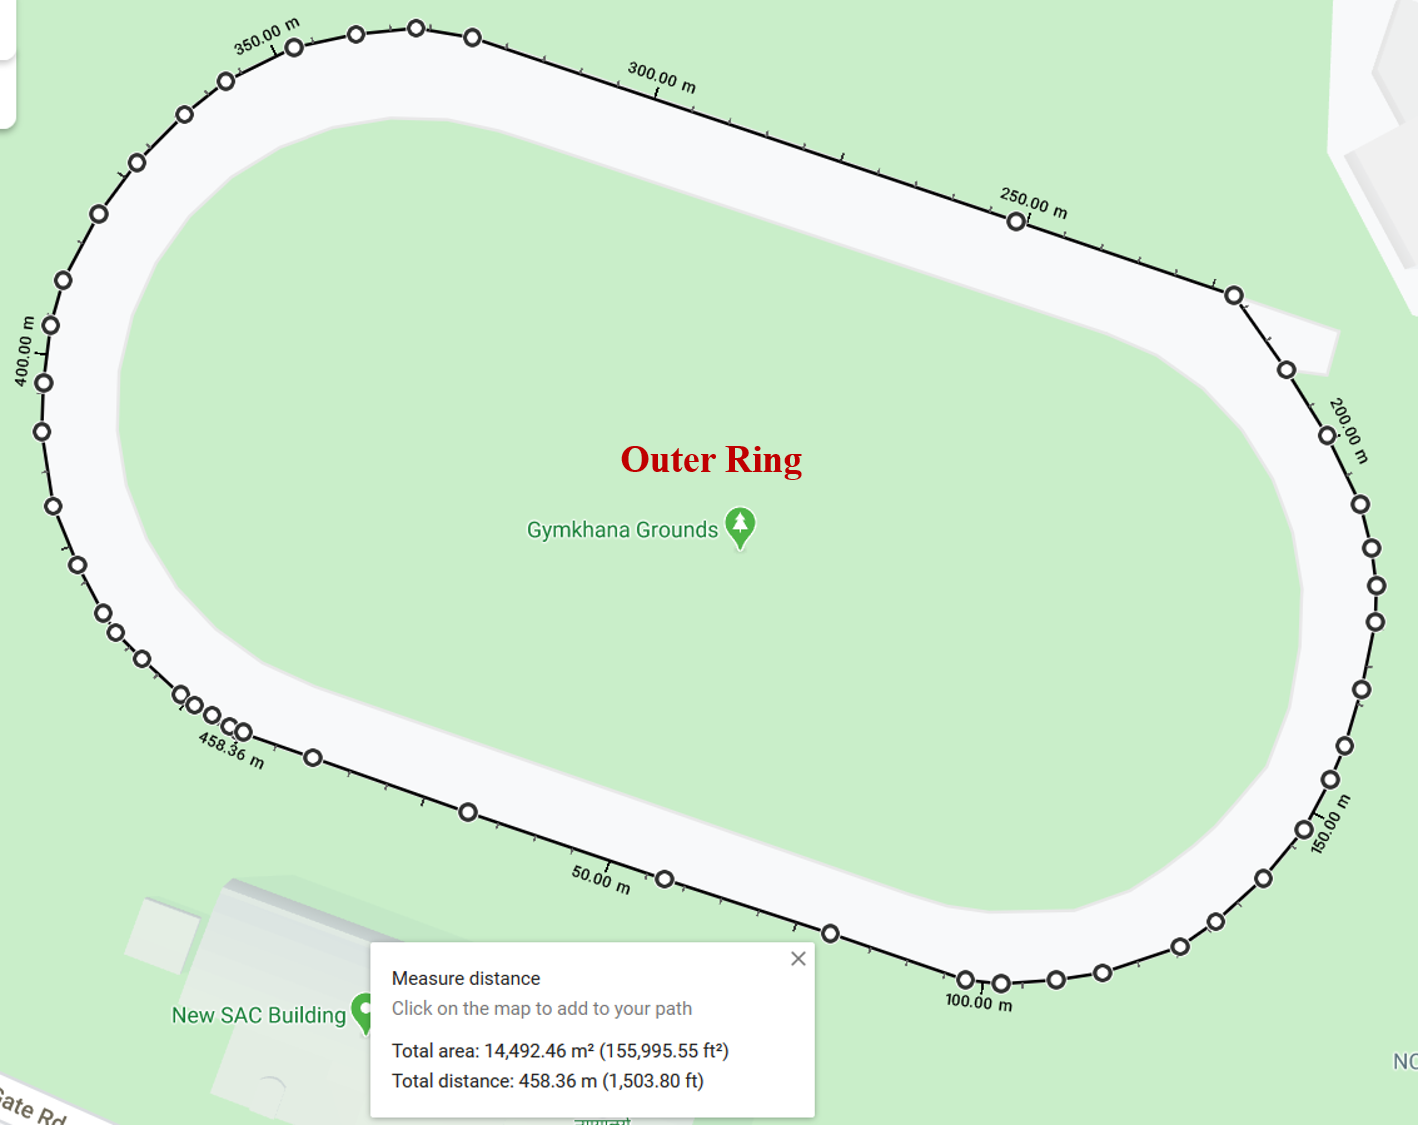 350.00 m
300.00 m
250.00 m
400.00 m
200.00 m
Outer Ring
Gymkhana Grounds
458.36 m
150.00 m
50.00 m
100.00 m
Measure distance
Click on the map to add to your path
New SAC Building
Total area: 14,492.46 m² (155,995.55 ft²)
Total distance: 458.36 m (1,503.80 ft)
Gate Rd